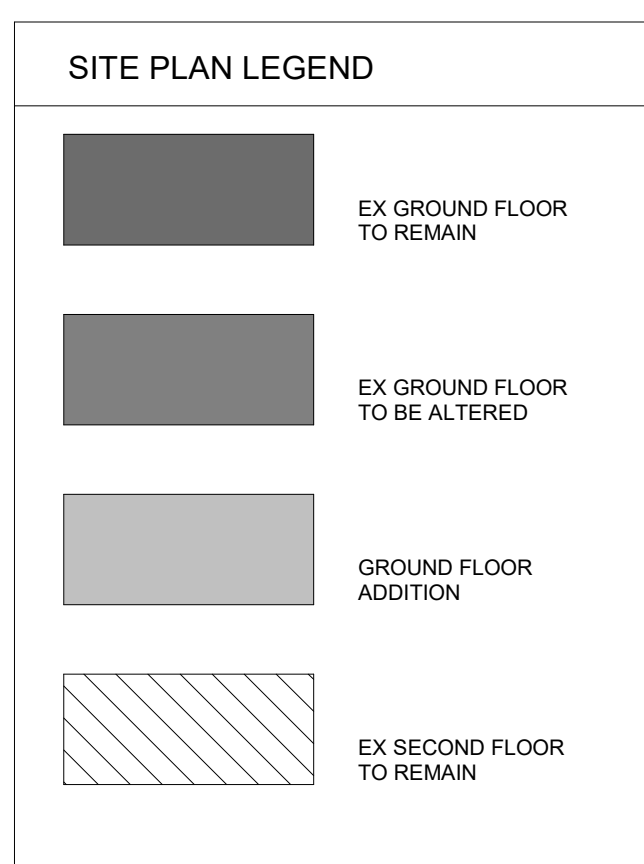 SITE PLAN LEGEND
EX GROUND FLOOR
TO REMAIN
EX GROUND FLOOR
TO BE ALTERED
GROUND FLOOR
ADDITION
EX SECOND FLOOR
TO REMAIN